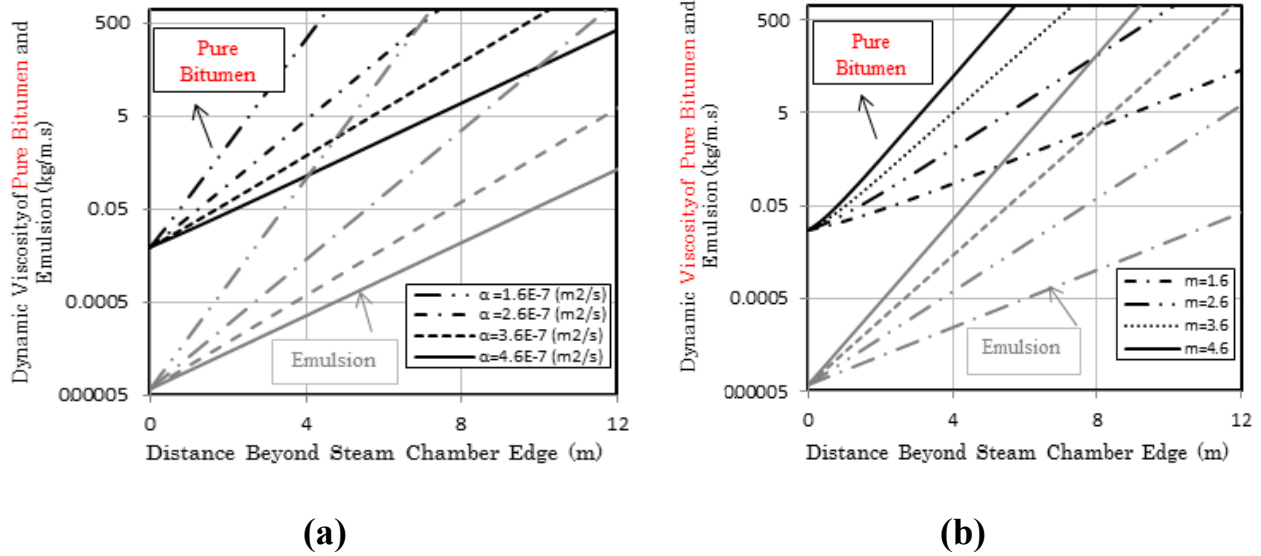 Dynamic Viscosity of Pure Bitumen and
Emulsion (kg/m.s)
500
5
0.05
0.0005
0.00005
Pure
Bitumen
α=1.6E-7 (m2/s)
α=2.6E-7 (m2/s)
α=3.6E-7 (m2/s)
α=4.6E-7 (m2/s)
Emulsion
0 4 8 12
Distance Beyond Steam Chamber Edge (m)
(a)
Dynamic Viscosity of Pure Bitumen and
Emulsion (kg/m.s)
500
5
0.05
0.0005
0.00005
Pure
Bitumen
m=1.6
m=2.6
m=3.6
m=4.6
Emulsion
0 4 8 12
Distance Beyond Steam Chamber Edge (m)
(b)